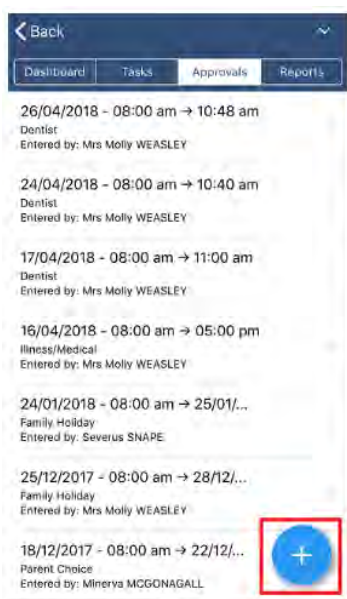 Back
Dashboard Tasks Approvals Reports
26/04/2018 - 08:00 am → 10:48 am
Dentist
Entered by: Mrs Molly WEASLEY
24/04/2018 - 08:00 am → 10:40 am
Dentist
Entered by: Mrs Molly WEASLEY
17/04/2018 - 08:00 am → 11:00 am
Dentist
Entered by: Mrs Molly WEASLEY
16/04/2018 - 08:00 am → 05:00 pm
Illness/Medical
Entered by: Mrs Molly WEASLEY
24/01/2018 - 08:00 am → 25/01/...
Family Holiday
Entered by: Severus SNAPE
25/12/2017 - 08:00 am → 28/12/...
Family Holiday
Entered by: Mrs Molly WEASLEY
18/12/2017 - 08:00 am → 22/12/...
Parent Choice
Entered by: Minerva MCGONAGALL
+